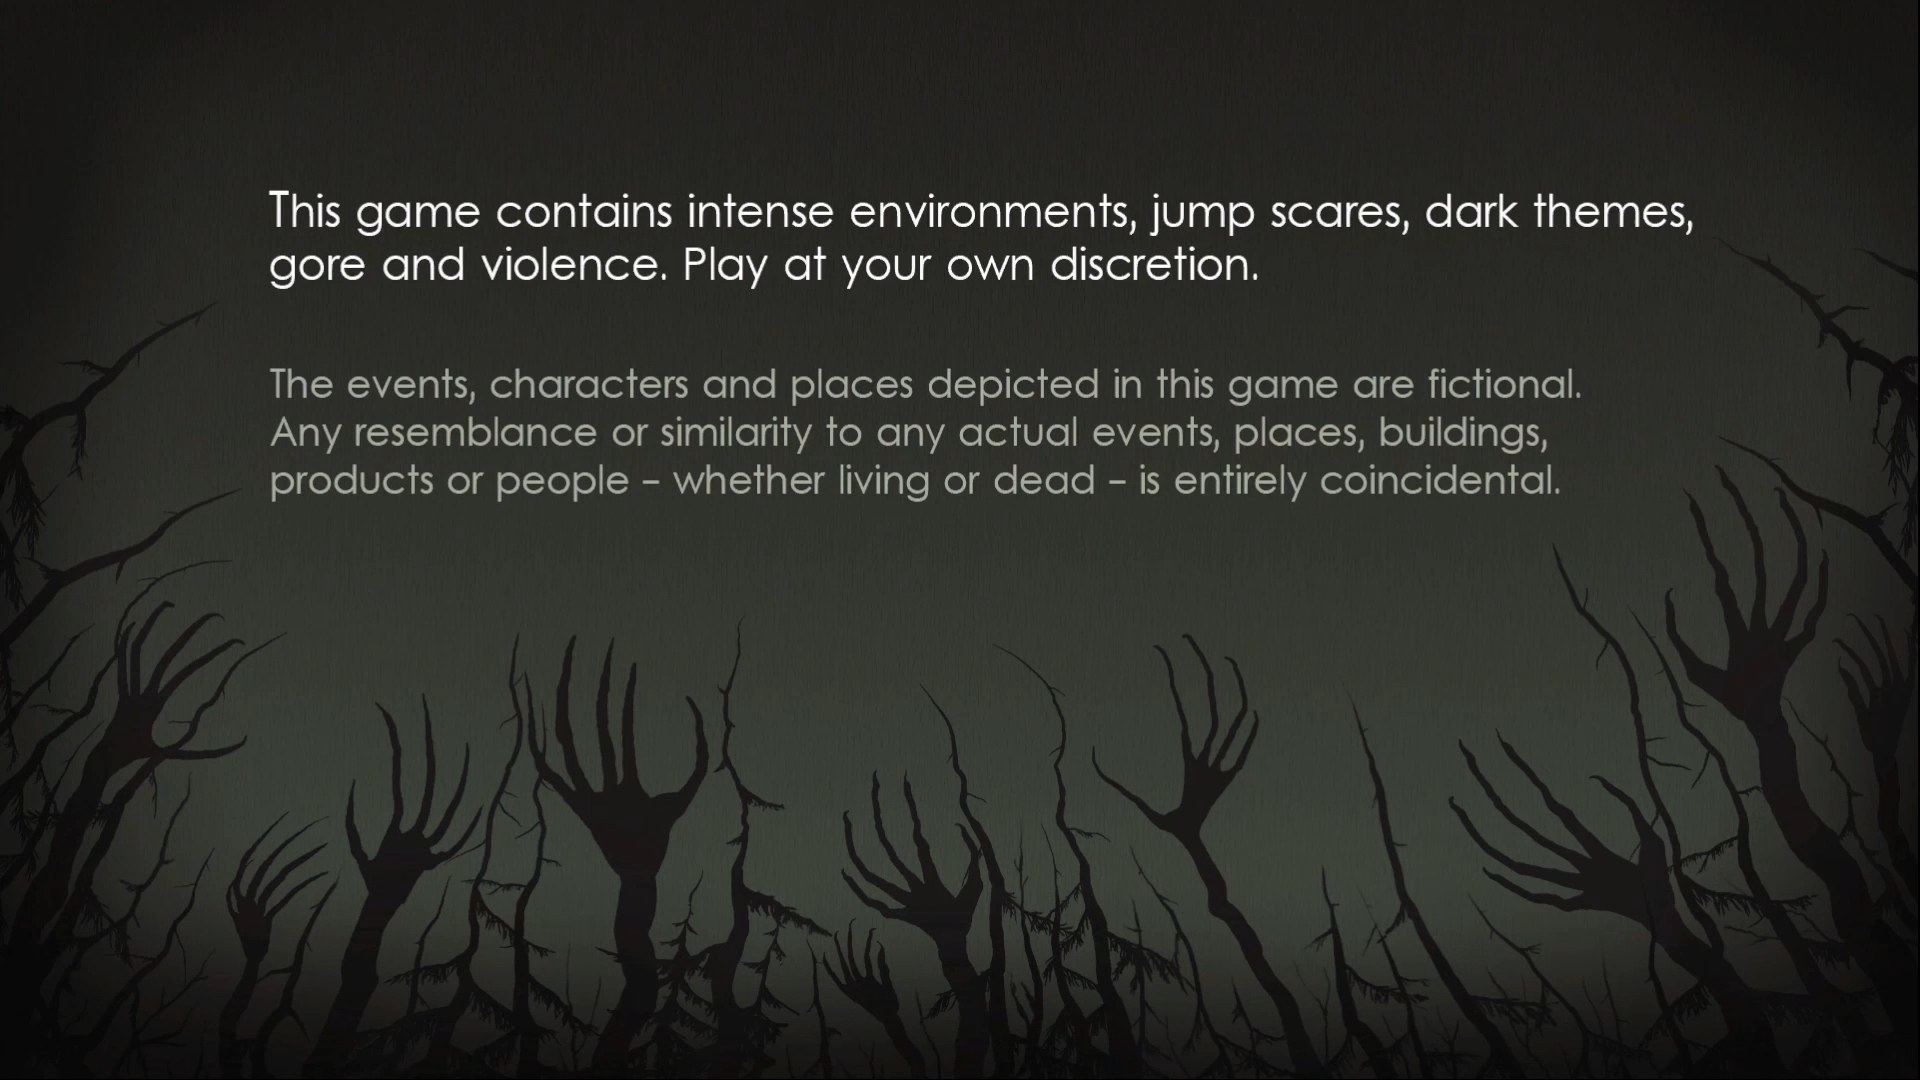 This game contains intense environments, jump scares, dark themes,
gore and violence. Play at your own discretion.
The events, characters and places depicted in this game are fictional.
Any resemblance or similarity to any actual events, places, buildings,
products or people – whether living or dead – is entirely coincidental.